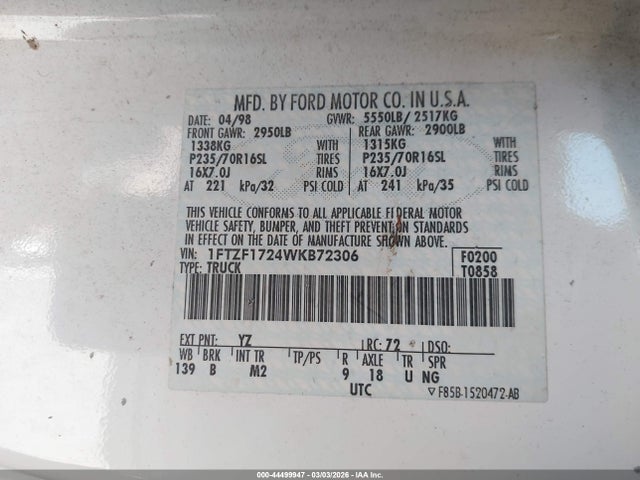 MFD. BY FORD MOTOR CO. IN U.S.A.
DATE: 04/98 GVWR: 5550LB/ 2517KG
FRONT GAWR: 2950LB REAR GAWR: 2900LB
1338KG WITH 1315KG WITH
P235/70R16SL TIRES P235/70R16SL TIRES
16X7.0J RIMS 16X7.0J RIMS
AT 221 kPa/32 PSI COLD AT 241 kPa/35 PSI COLD
THIS VEHICLE CONFORMS TO ALL APPLICABLE FEDERAL MOTOR
VEHICLE SAFETY, BUMPER, AND THEFT PREVENTION STANDARDS
IN EFFECT ON THE DATE OF MANUFACTURE SHOWN ABOVE.
VIN: 1FTZF1724WKB72306 F0200
TYPE: TRUCK T0858
EXT PNT: YZ RC: 72 DSO:
WB BRK INT TR TP/PS R AXLE TR SPR
139 B M2 9 18 U NG
UTC ▽ F85B-1520472-AB
000-44499947 - 03/03/2026 - IAA Inc.